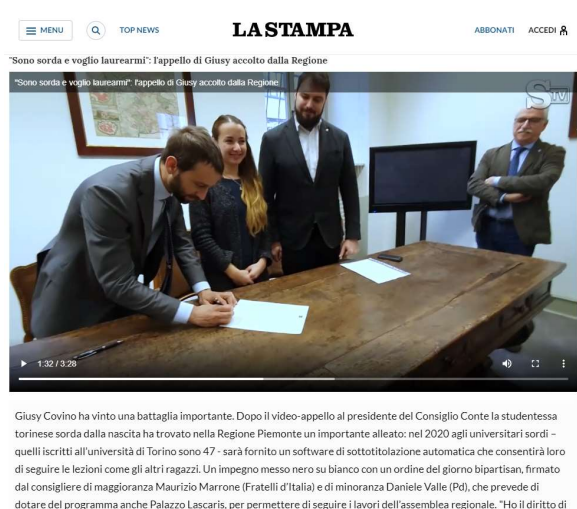 MENU
TOP NEWS
LA STAMPA
ABBONATI
ACCEDI
"Sono sorda e voglio laurearmi": l'appello di Giusy accolto dalla Regione
"Sono sorda e voglio laurearmi": l'appello di Giusy accolto dalla Regione
S TV
1:32 / 3:28
Giusy Covino ha vinto una battaglia importante. Dopo il video-appello al presidente del Consiglio Conte la studentessa
torinese sorda dalla nascita ha trovato nella Regione Piemonte un importante alleato: nel 2020 agli universitari sordi –
quelli iscritti all'università di Torino sono 47 - sarà fornito un software di sottotitolazione automatica che consentirà loro
di seguire le lezioni come gli altri ragazzi. Un impegno messo nero su bianco con un ordine del giorno bipartisan, firmato
dal consigliere di maggioranza Maurizio Marrone (Fratelli d'Italia) e di minoranza Daniele Valle (Pd), che prevede di
dotare del programma anche Palazzo Lascaris, per permettere di seguire i lavori dell'assemblea regionale. "Ho il diritto di